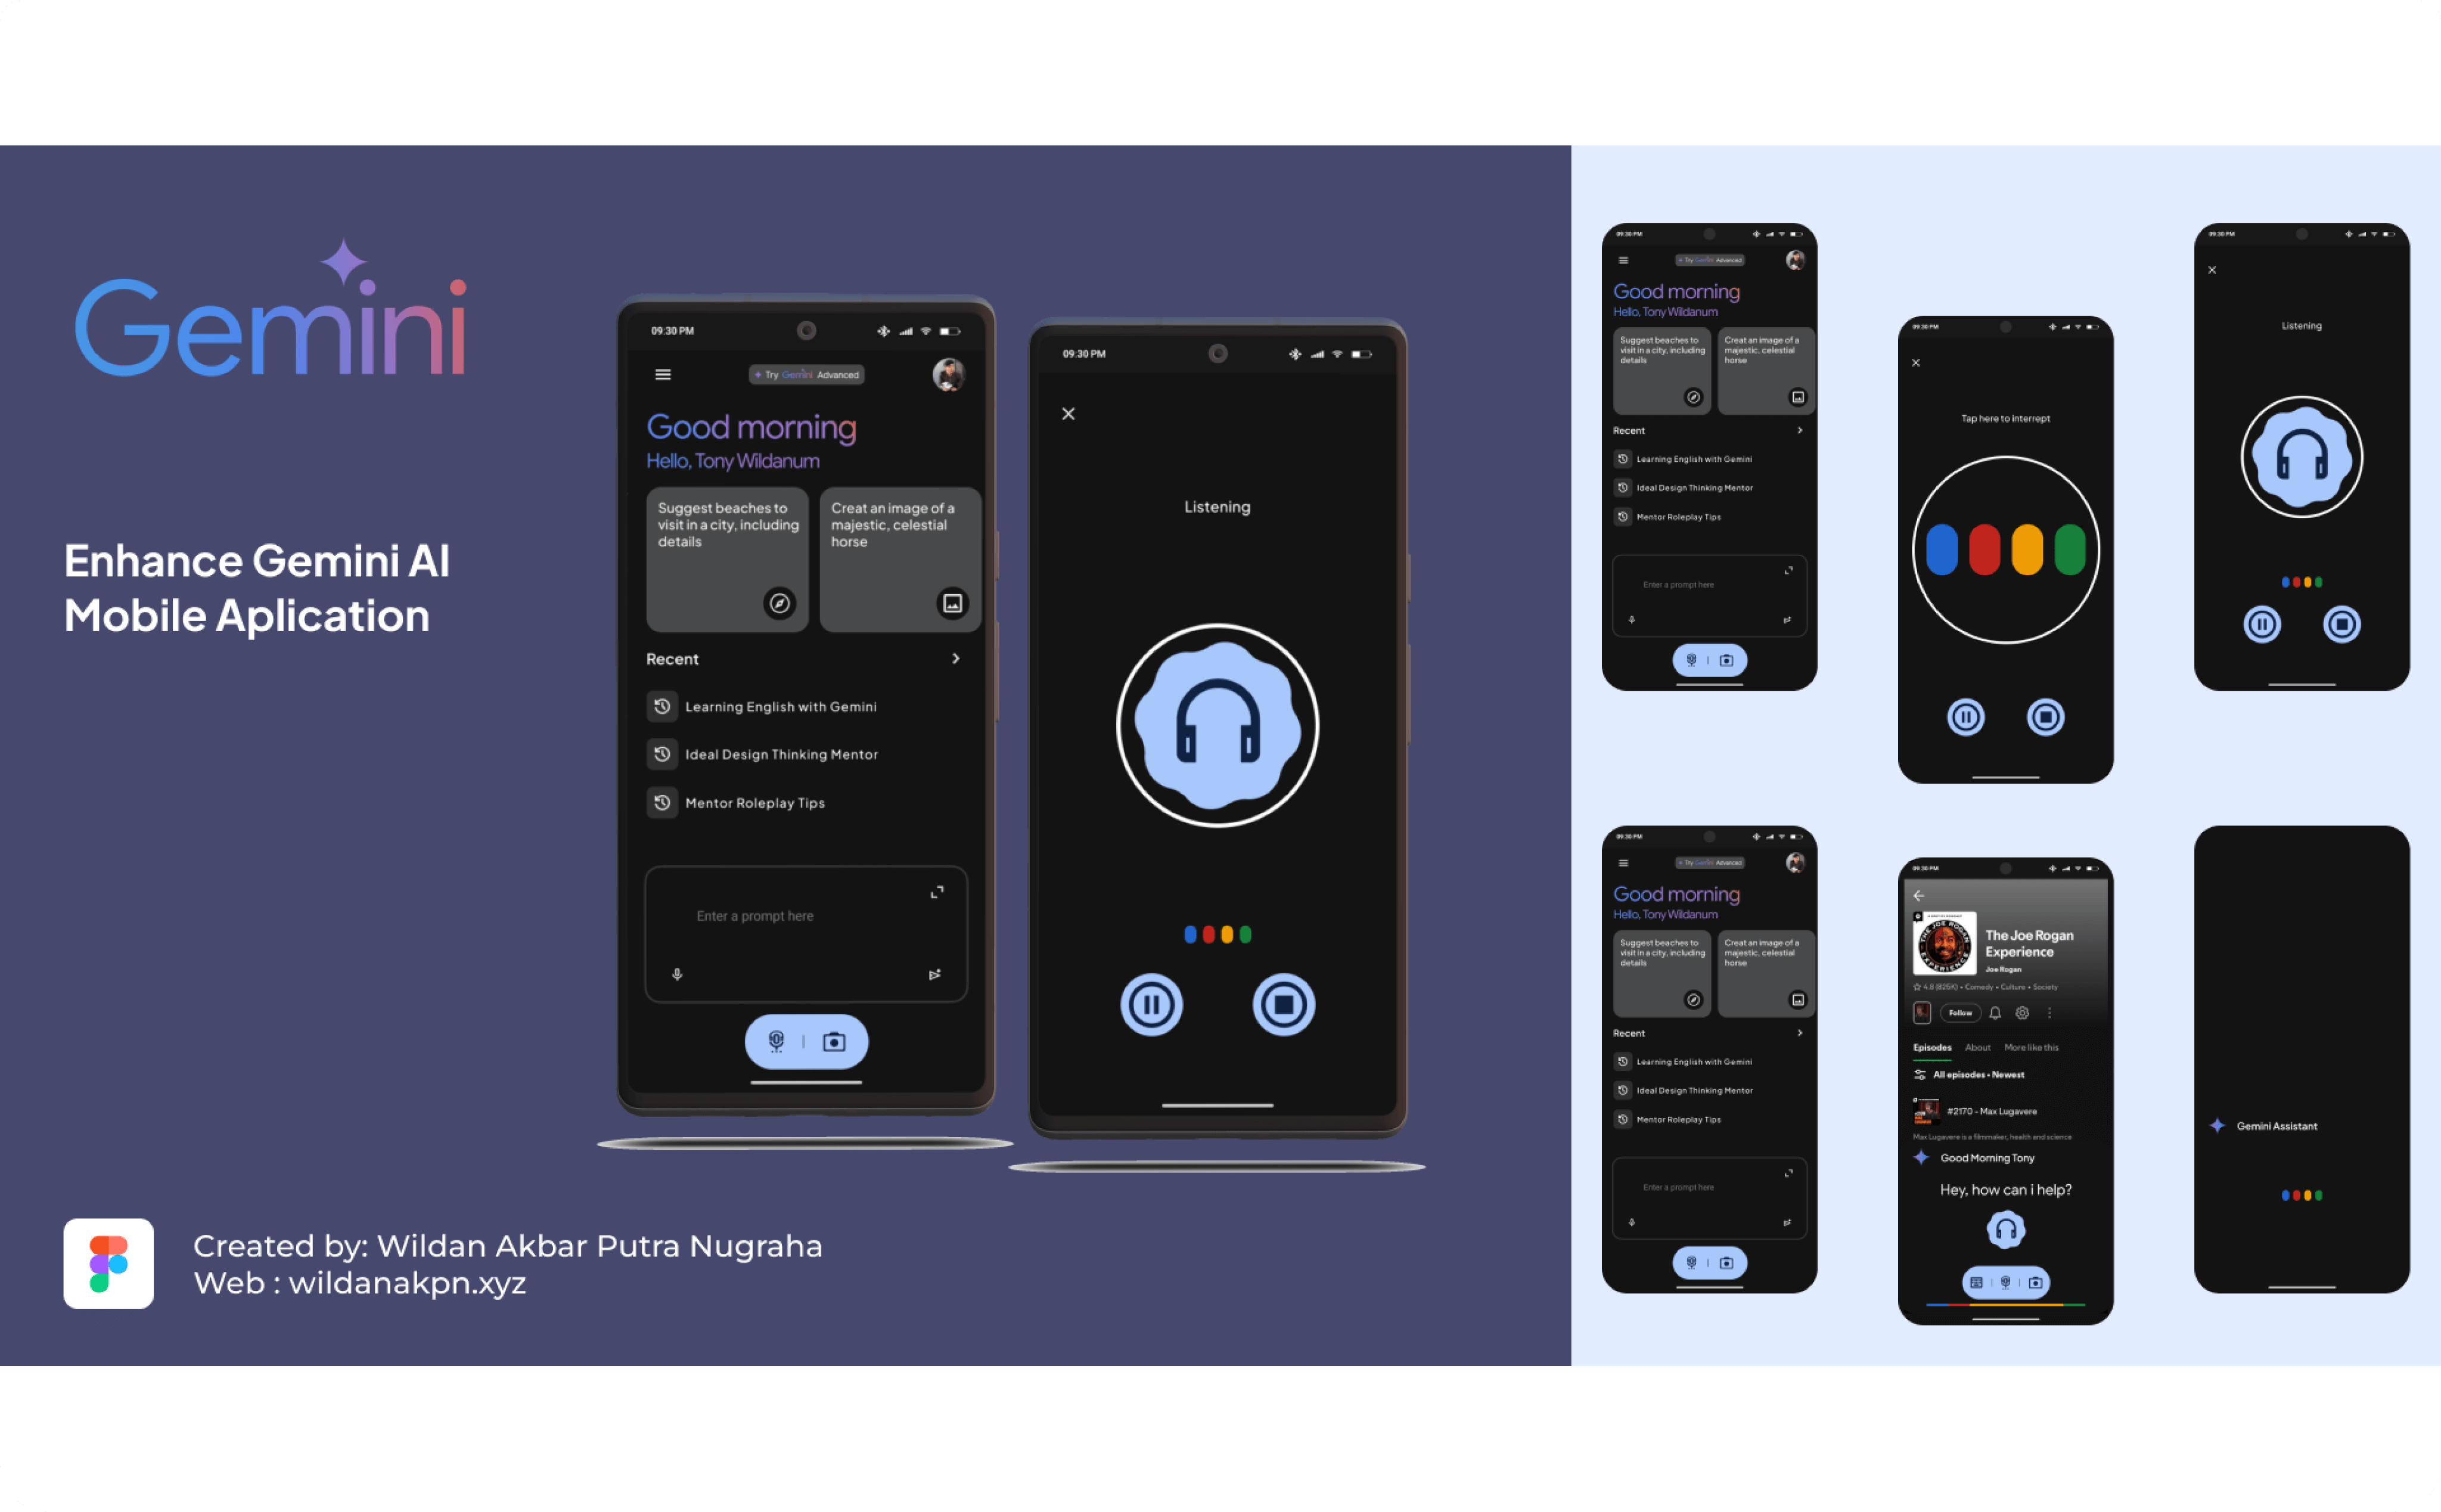 Gemini
Enhance Gemini AI
Mobile Aplication
Created by: Wildan Akbar Putra Nugraha
Web : wildanakpn.xyz
09:30 PM
Try Gemini Advanced
Good morning
Hello, Tony Wildanum
Suggest beaches to
visit in a city, including
details
Creat an image of a
majestic, celestial
horse
Recent
Learning English with Gemini
Ideal Design Thinking Mentor
Mentor Roleplay Tips
Enter a prompt here
09:30 PM
Listening
09:30 PM
Try Gemini Advanced
Good morning
Hello, Tony Wildanum
Suggest beaches to
visit in a city, including
details
Creat an image of a
majestic, celestial
horse
Recent
Learning English with Gemini
Ideal Design Thinking Mentor
Mentor Roleplay Tips
Enter a prompt here
09:30 PM
Tap here to interrept
09:30 PM
Listening
09:30 PM
Try Gemini Advanced
Good morning
Hello, Tony Wildanum
Suggest beaches to
visit in a city, including
details
Creat an image of a
majestic, celestial
horse
Recent
Learning English with Gemini
Ideal Design Thinking Mentor
Mentor Roleplay Tips
Enter a prompt here
09:30 PM
THE JOE ROGAN
EXPERIENCE
The Joe Rogan
Experience
Joe Rogan
4.8 (825K) • Comedy • Culture • Society
Follow
Episodes About More like this
All episodes • Newest
#2170 - Max Lugavere
Max Lugavere is a filmmaker, health and science
Good Morning Tony
Hey, how can i help?
Gemini Assistant